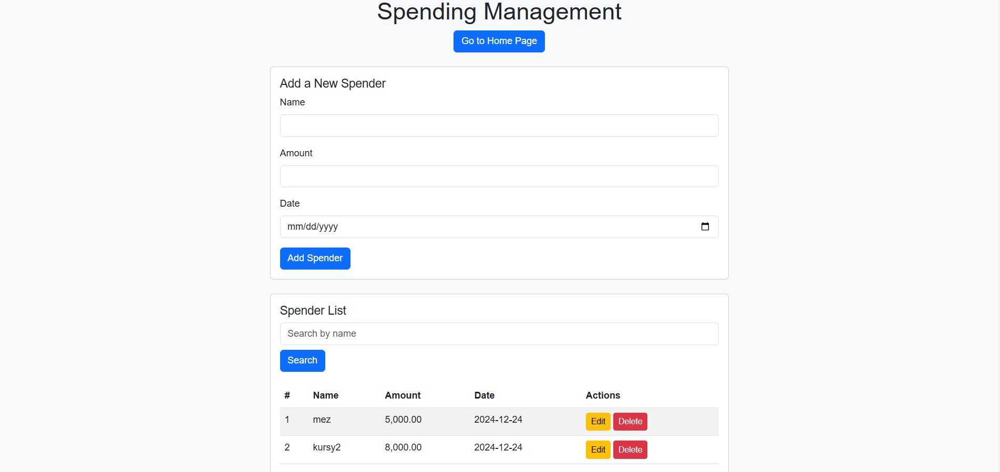 Spending Management
Go to Home Page
Add a New Spender
Name
Amount
Date
mm/dd/yyyy
Add Spender
Spender List
Search by name
Search
# Name Amount Date Actions
1 mez 5,000.00 2024-12-24 Edit Delete
2 kursy2 8,000.00 2024-12-24 Edit Delete